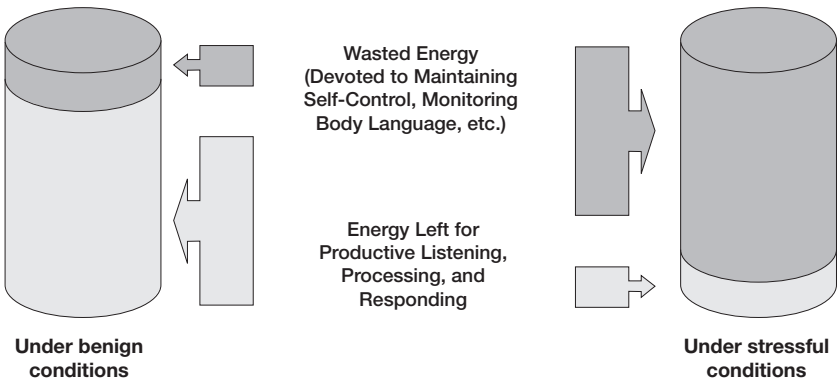 Wasted Energy
(Devoted to Maintaining
Self-Control, Monitoring
Body Language, etc.)
Energy Left for
Productive Listening,
Processing, and
Responding
Under benign
conditions
Under stressful
conditions